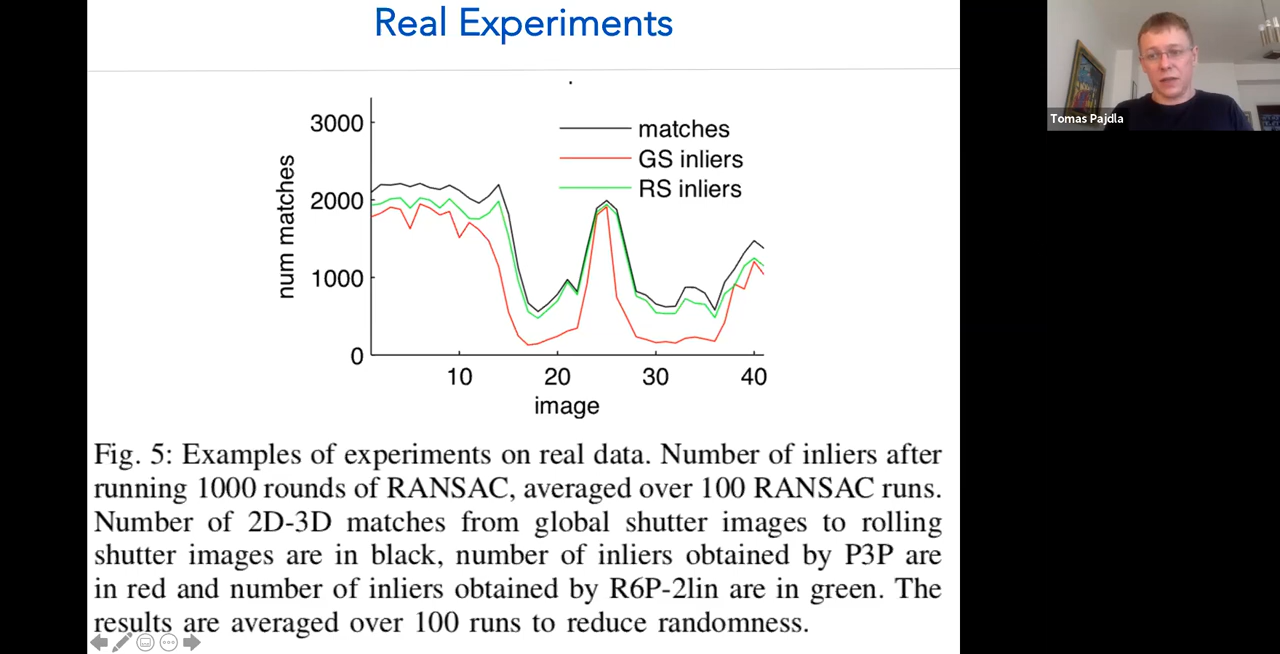 Real Experiments
Tomas Pajdla
3000
2000
1000
0
num matches
matches
GS inliers
RS inliers
10 20 30 40
image
Fig. 5: Examples of experiments on real data. Number of inliers after
running 1000 rounds of RANSAC, averaged over 100 RANSAC runs.
Number of 2D-3D matches from global shutter images to rolling
shutter images are in black, number of inliers obtained by P3P are
in red and number of inliers obtained by R6P-2lin are in green. The
results are averaged over 100 runs to reduce randomness.